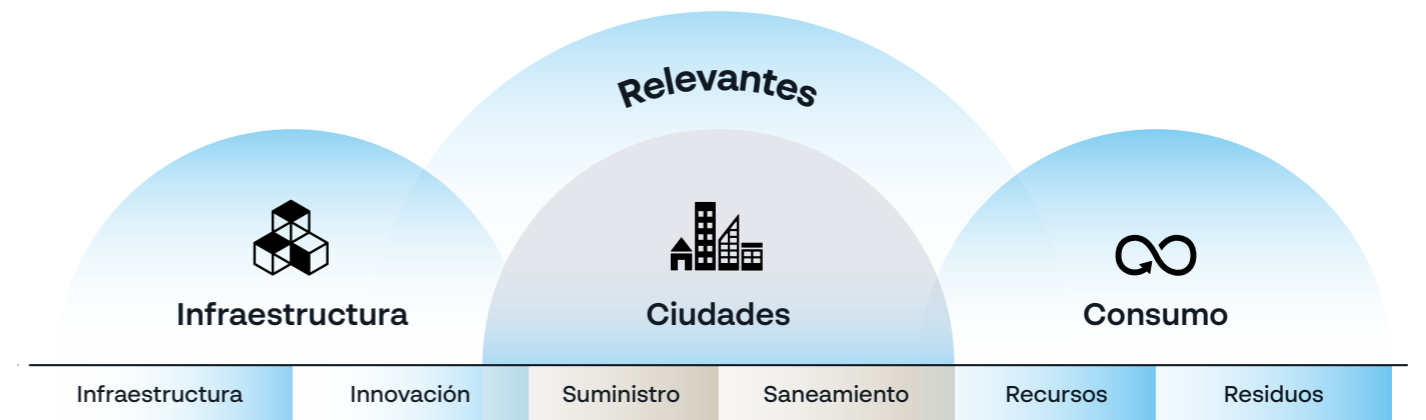 Relevantes
Infraestructura
Ciudades
Consumo
Infraestructura
Innovación
Suministro
Saneamiento
Recursos
Residuos